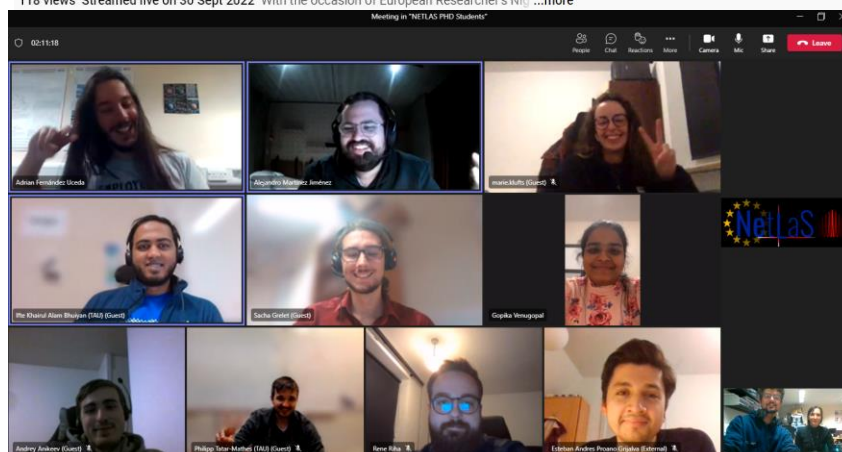 118 views Streamed live on 30 Sept 2022 With the occasion of European Researcher's Nig ...more
Meeting in "NETLAS PHD Students"
02:11:18
People Chat Reactions More Camera Mic Share Leave
Adrian Fernández Uceda
Alejandro Martinez Jiménez
marie.klufts (Guest)
Iffe Khairul Alam Bhuiyan (TAU) (Guest)
Sacha Grelet (Guest)
Gopika Venugopal
NetLaS
Andrey Ankeev (Guest)
Philipp Tatar-Mathes (TAU) (Guest)
Rene Riha
Esteban Andres Proano Grijalva (External)